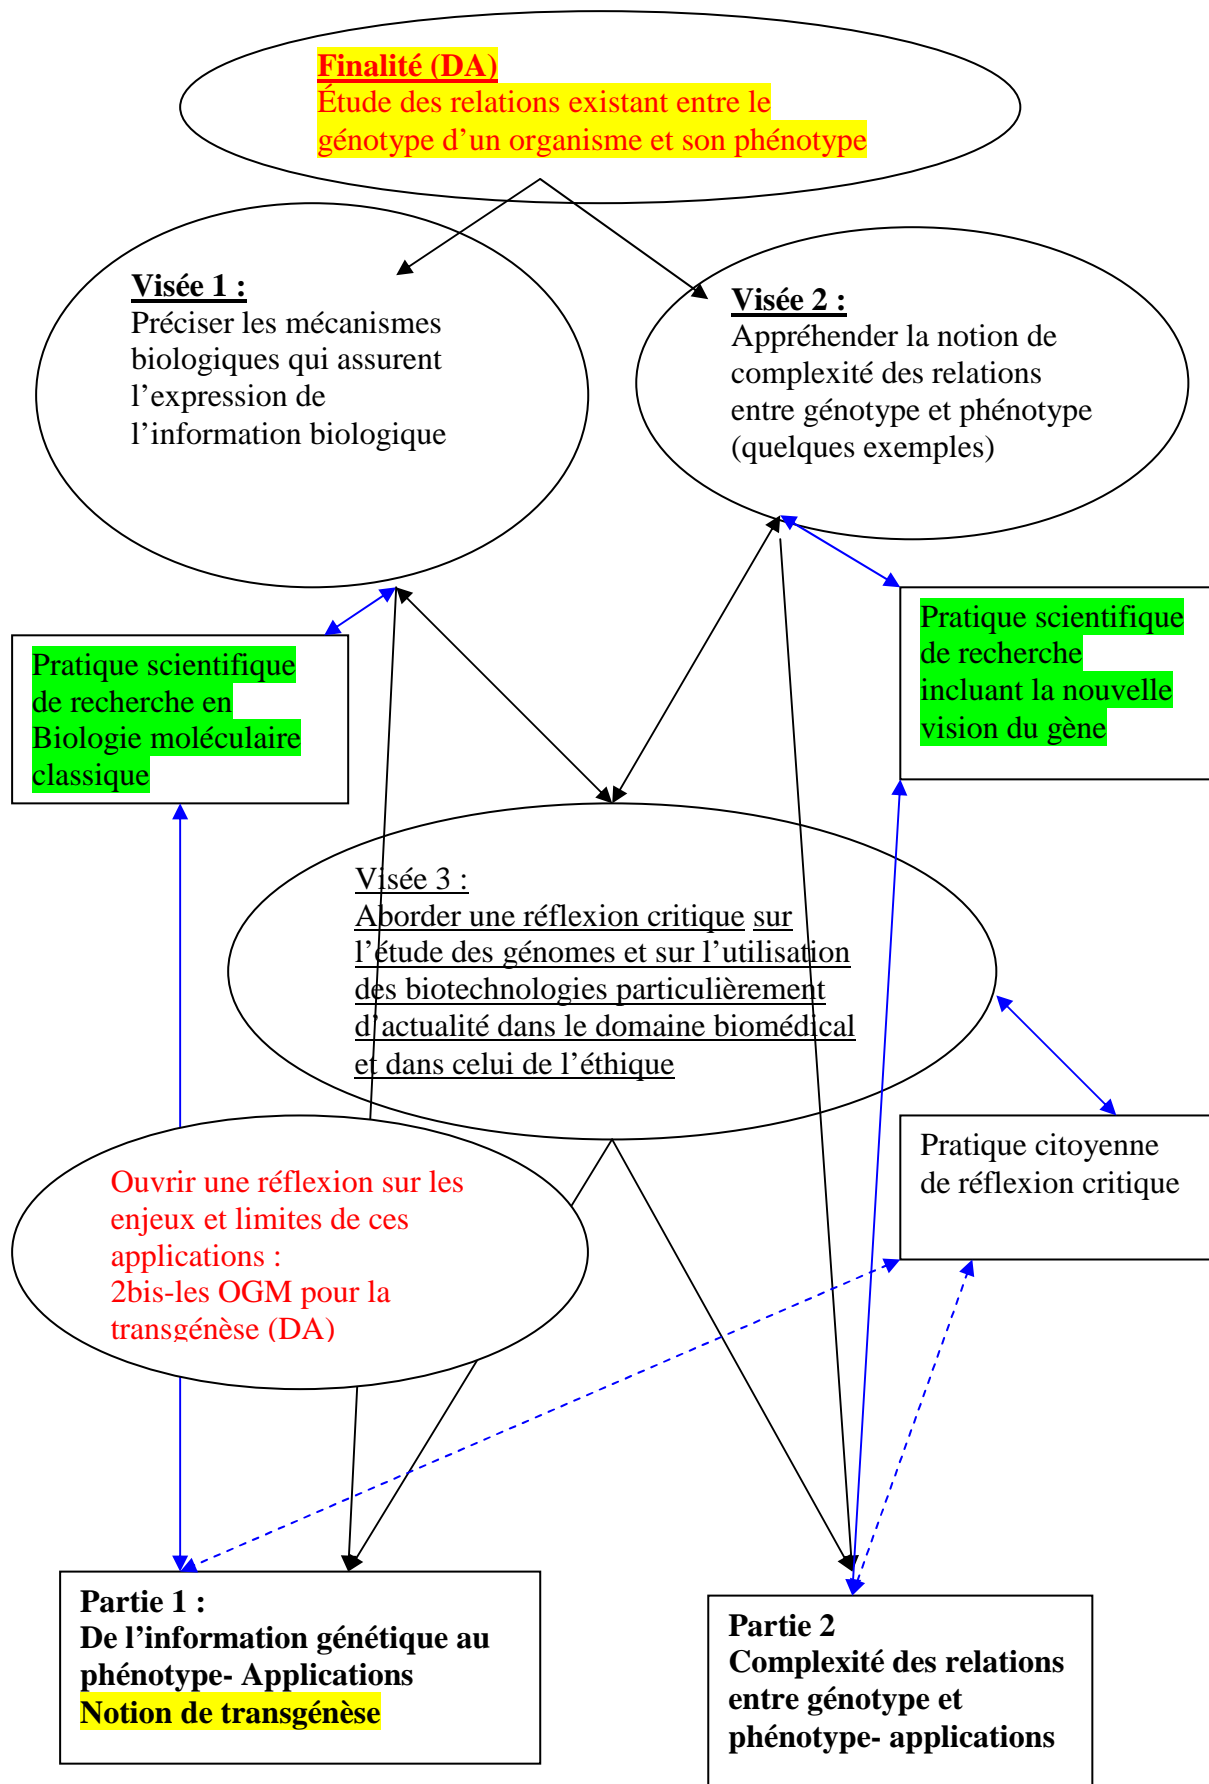 Finalité (DA)
Étude des relations existant entre le
génotype d’un organisme et son phénotype
Visée 1 :
Préciser les mécanismes
biologiques qui assurent
l’expression de
l’information biologique
Visée 2 :
Appréhender la notion de
complexité des relations
entre génotype et phénotype
(quelques exemples)
Pratique scientifique
de recherche en
Biologie moléculaire
classique
Pratique scientifique
de recherche
incluant la nouvelle
vision du gène
Visée 3 :
Aborder une réflexion critique sur
l’étude des génomes et sur l’utilisation
des biotechnologies particulièrement
d’actualité dans le domaine biomédical
et dans celui de l’éthique
Pratique citoyenne
de réflexion critique
Ouvrir une réflexion sur les
enjeux et limites de ces
applications :
2bis-les OGM pour la
transgénèse (DA)
Partie 1 :
De l’information génétique au
phénotype- Applications
Notion de transgénèse
Partie 2
Complexité des relations
entre génotype et
phénotype- applications